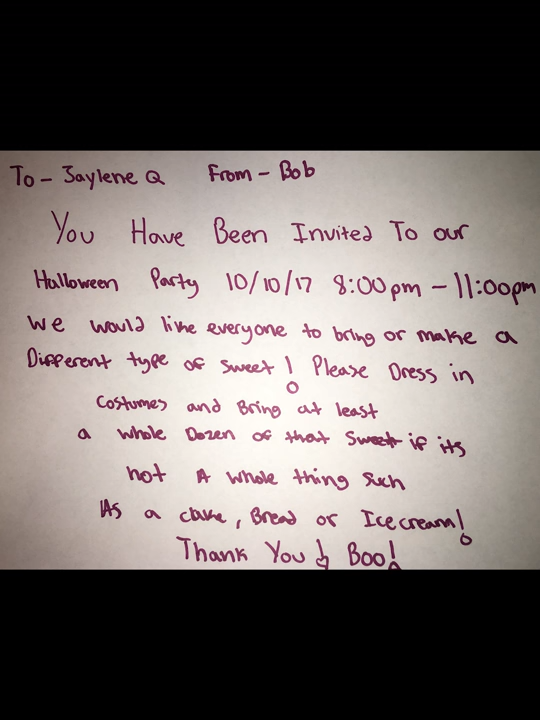 To - Jaylene Q From - Bob
You Have Been Invited To our
Halloween Party 10/10/17 8:00pm - 11:00pm
We would like everyone to bring or make a
Different type of sweet! Please Dress in
Costumes and Bring at least
a whole Dozen of that Sweet if its
not A whole thing such
As a cake, Bread or Ice cream!
Thank You ! Boo!